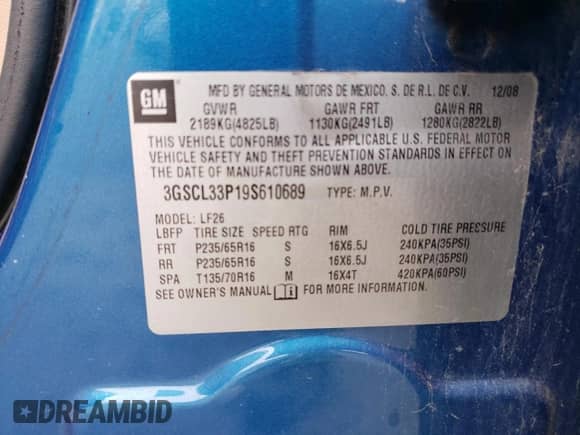 GM
MFD BY GENERAL MOTORS DE MEXICO. S. DE R.L. DE C.V. 12/08
GVWR GAWR FRT GAWR RR
2189KG(4825LB) 1130KG(2491LB) 1280KG(2822LB)
THIS VEHICLE CONFORMS TO ALL APPLICABLE U.S. FEDERAL MOTOR
VEHICLE SAFETY AND THEFT PREVENTION STANDARDS IN EFFECT ON
THE DATE OF MANUFACTURE SHOWN ABOVE.
3GSCL33P19S610689 TYPE: M.P.V.
MODEL: LF26
LBFP TIRE SIZE SPEED RTG RIM COLD TIRE PRESSURE
FRT P235/65R16 S 16X6.5J 240KPA(35PSI)
RR P235/65R16 S 16X6.5J 240KPA(35PSI)
SPA T135/70R16 M 16X4T 420KPA(60PSI)
SEE OWNER'S MANUAL FOR MORE INFORMATION.
DREAMBID